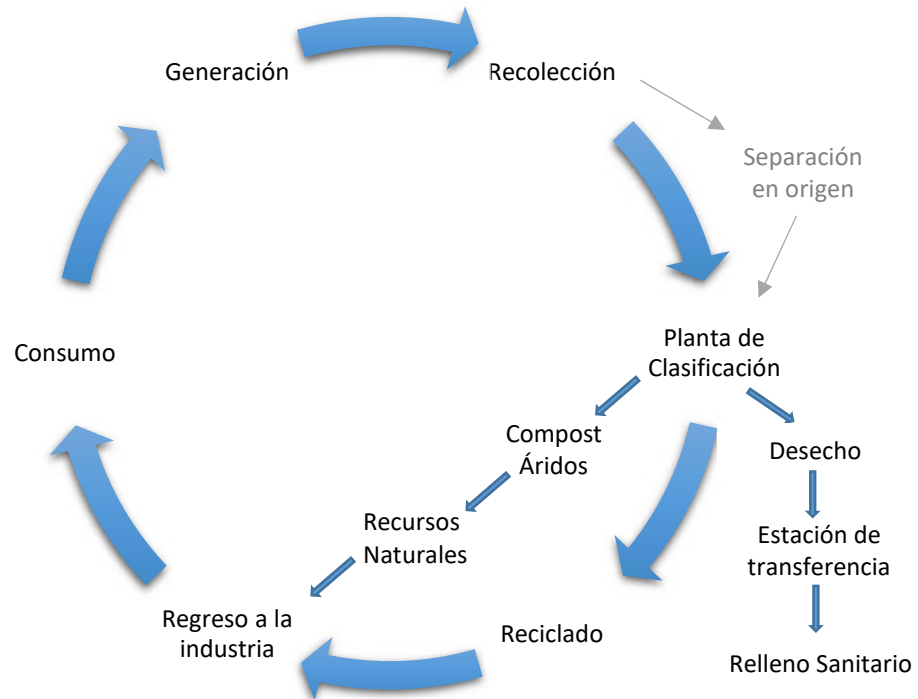 Generación
Recolección
Separación
en origen
Planta de
Clasificación
Consumo
Compost
Áridos
Desecho
Recursos
Naturales
Estación de
transferencia
Regreso a la
industria
Reciclado
Relleno Sanitario